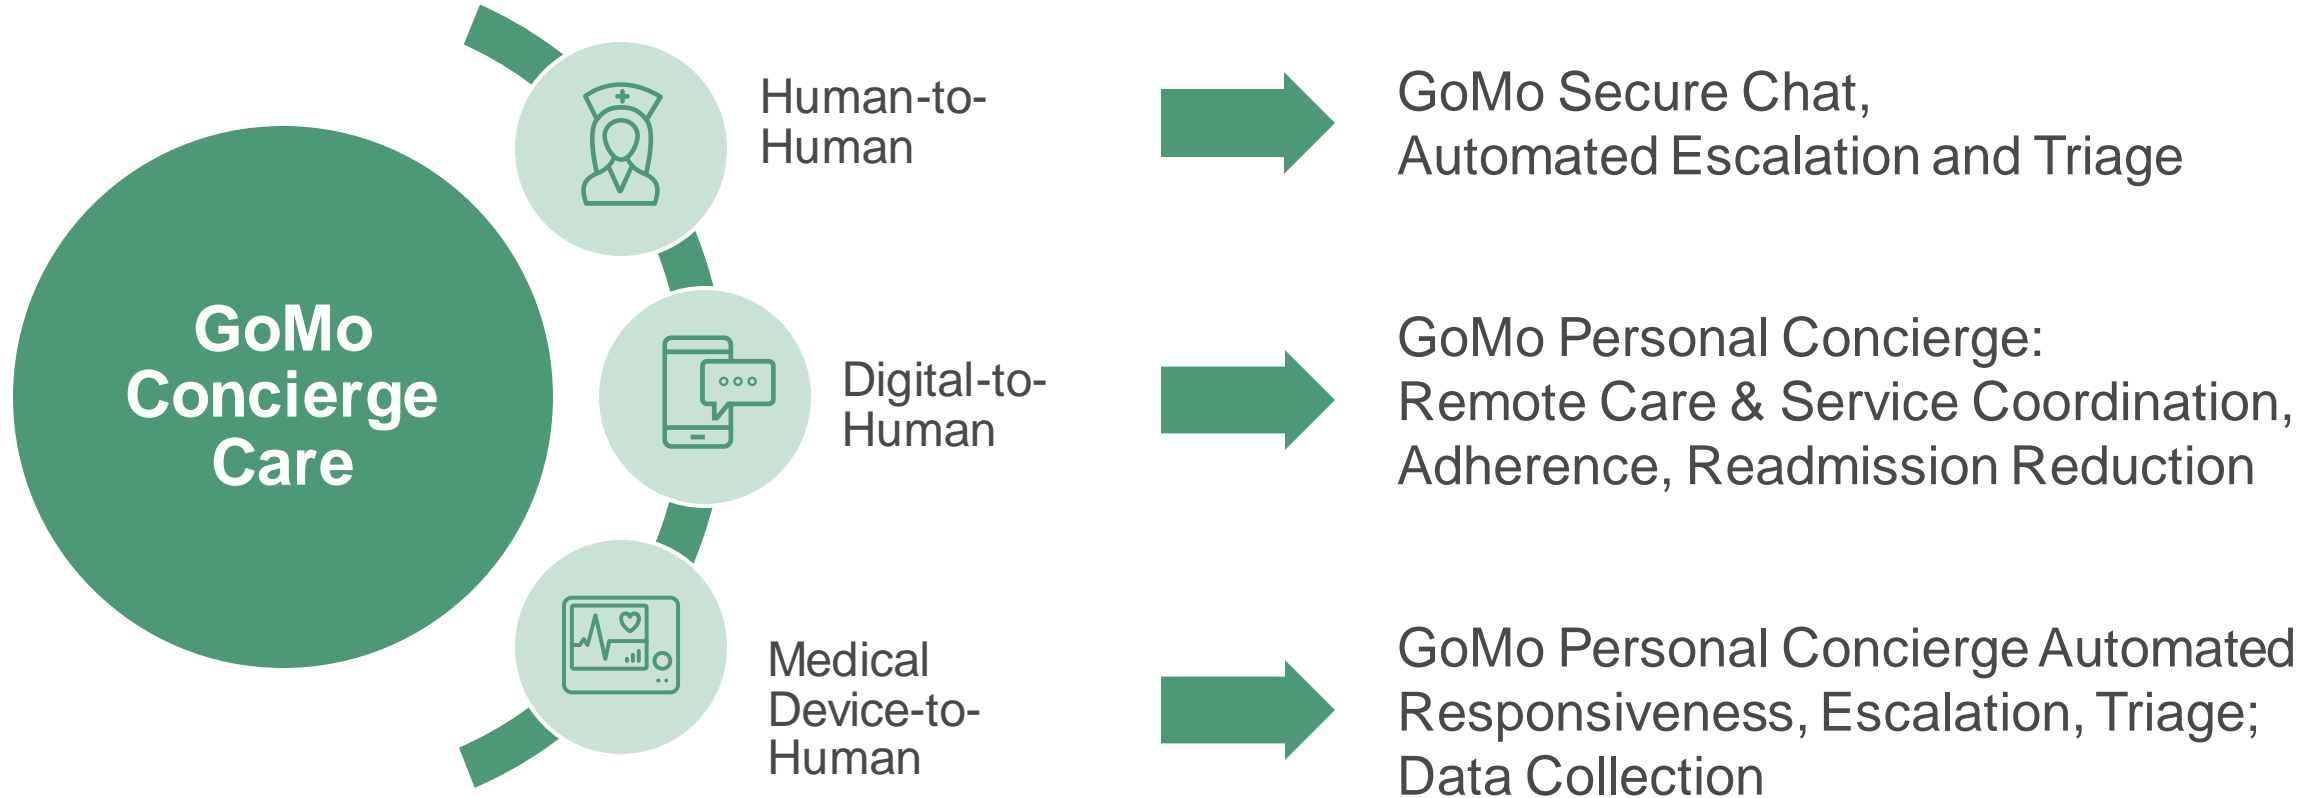 GoMo
Concierge
Care
Human-to-
Human
GoMo Secure Chat,
Automated Escalation and Triage
Digital-to-
Human
GoMo Personal Concierge:
Remote Care & Service Coordination,
Adherence, Readmission Reduction
Medical
Device-to-
Human
GoMo Personal Concierge Automated
Responsiveness, Escalation, Triage;
Data Collection